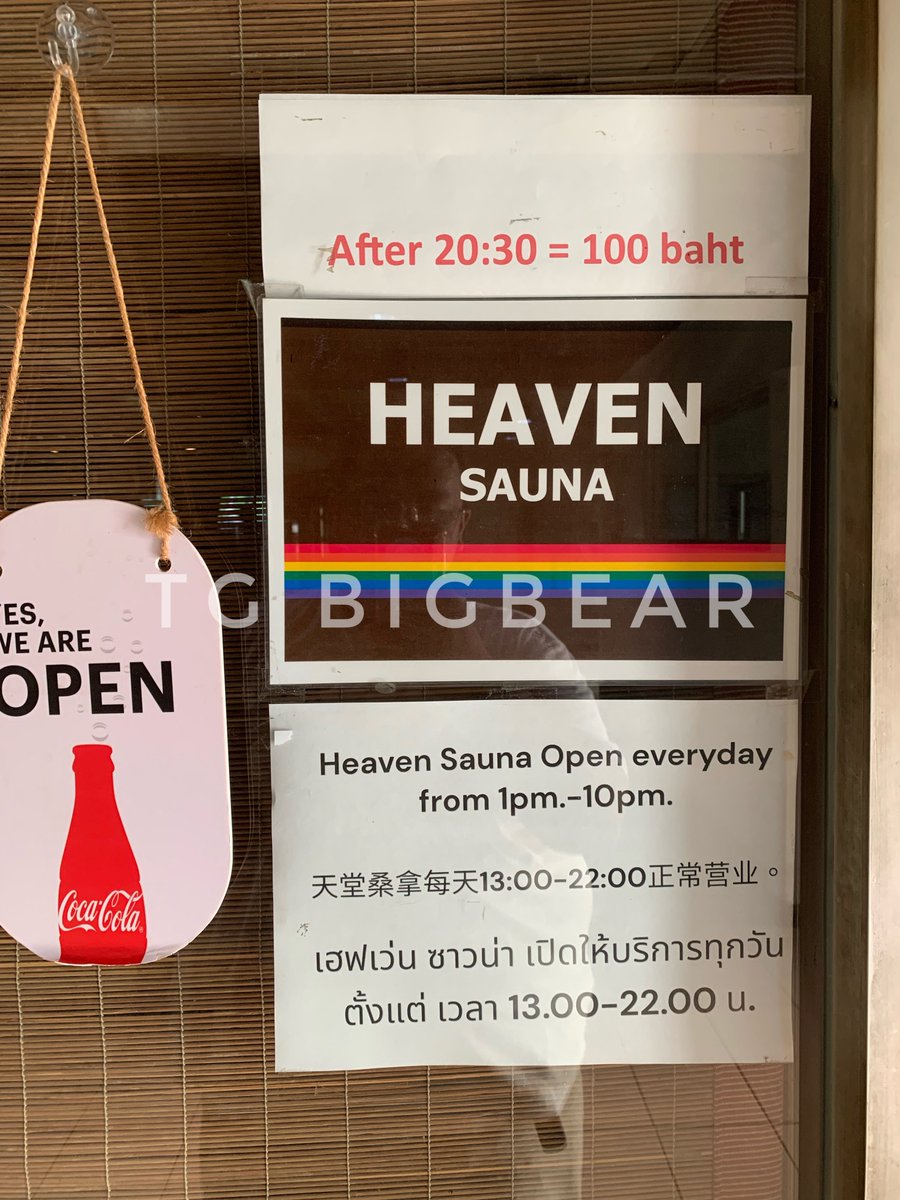 After 20:30 = 100 baht
HEAVEN
SAUNA
TG BIGBEAR
YES,
WE ARE
OPEN
Coca-Cola
Heaven Sauna Open everyday
from 1pm.-10pm.
天堂桑拿每天13:00-22:00正常营业。
เฮฟเว่น ซาวน่า เปิดให้บริการทุกวัน
ตั้งแต่ เวลา 13.00-22.00 น.